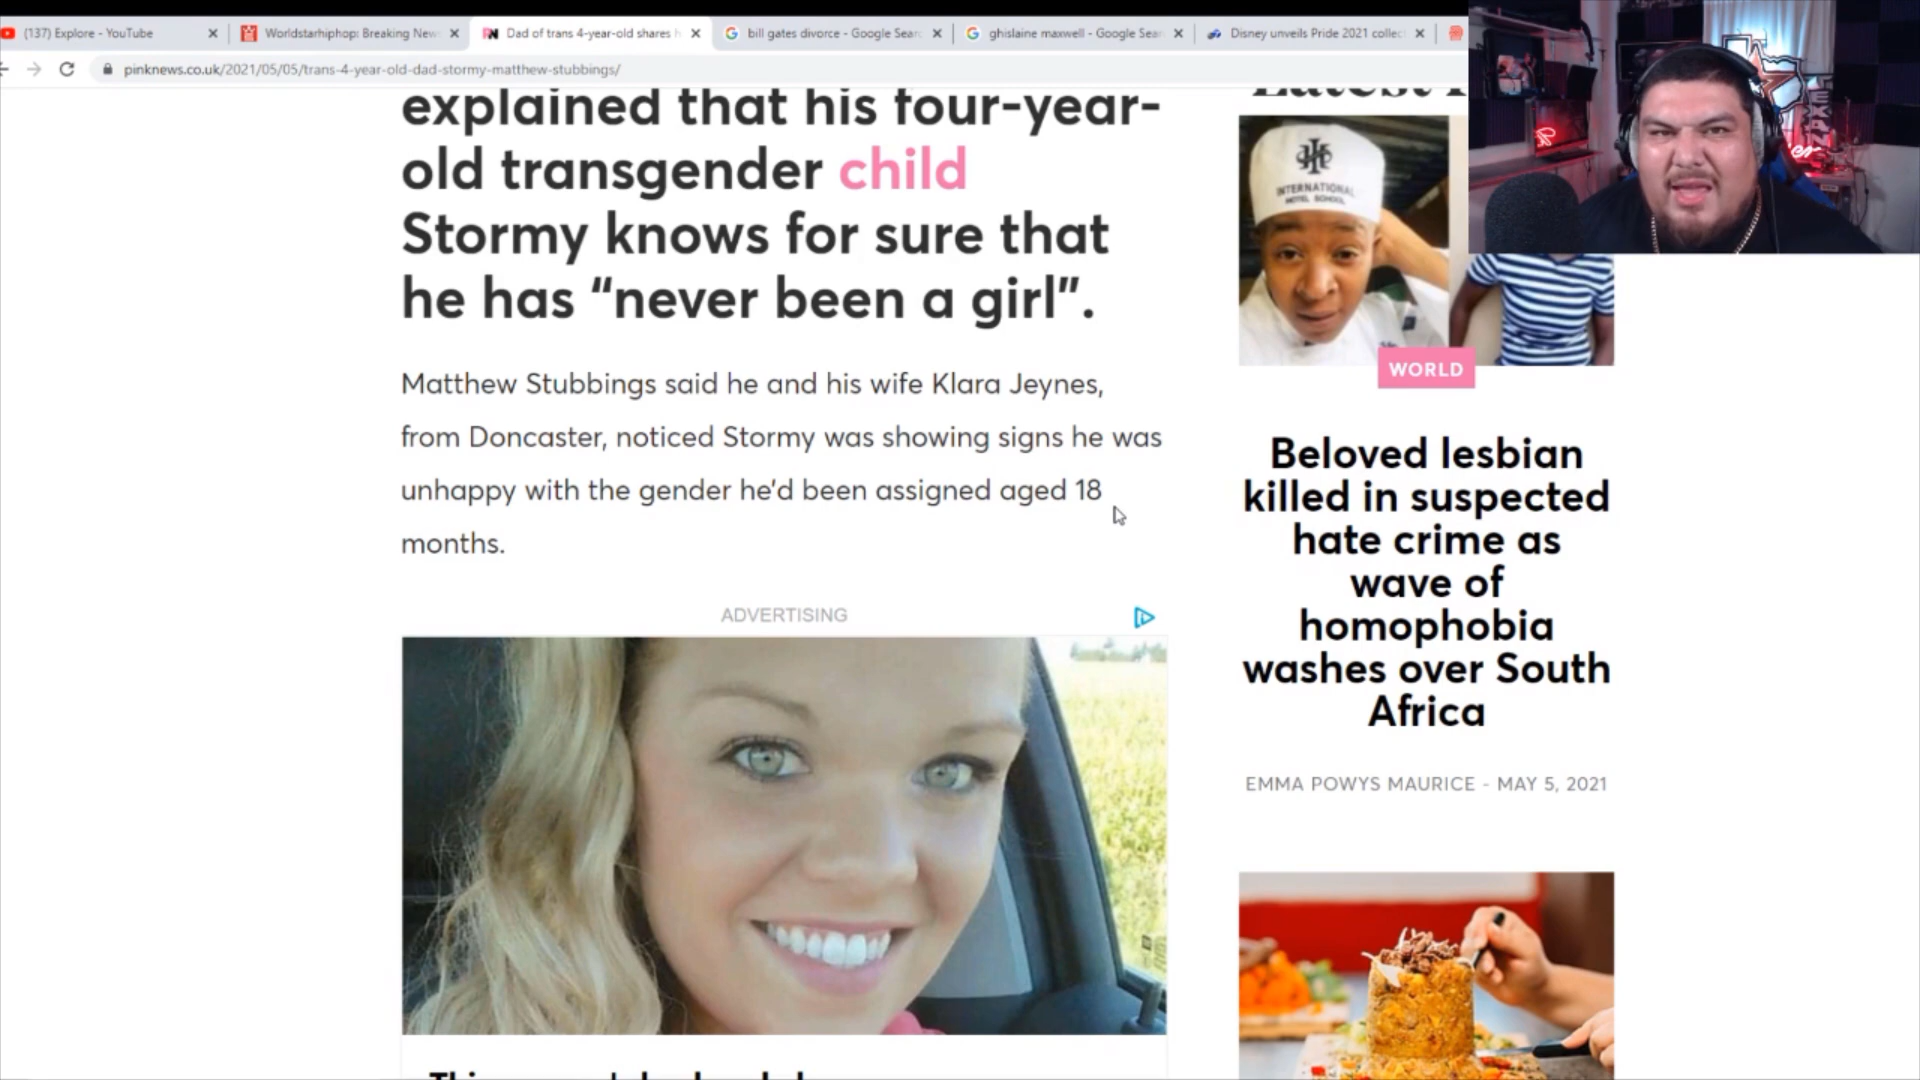 (137) Explore - YouTube
Worldstarhiphop: Breaking New
Dad of trans 4-year-old shares h
bill gates divorce - Google Sear
ghislaine maxwell - Google Sear
Disney unveils Pride 2021 collec
pinknews.co.uk/2021/05/05/trans-4-year-old-dad-stormy-matthew-stubbings/
explained that his four-year-
old transgender child
Stormy knows for sure that
he has “never been a girl”.
Matthew Stubbings said he and his wife Klara Jeynes,
from Doncaster, noticed Stormy was showing signs he was
unhappy with the gender he’d been assigned aged 18
months.
ADVERTISING
INTERNATIONAL
HOTEL SCHOOL
WORLD
Beloved lesbian
killed in suspected
hate crime as
wave of
homophobia
washes over South
Africa
EMMA POWYS MAURICE - MAY 5, 2021